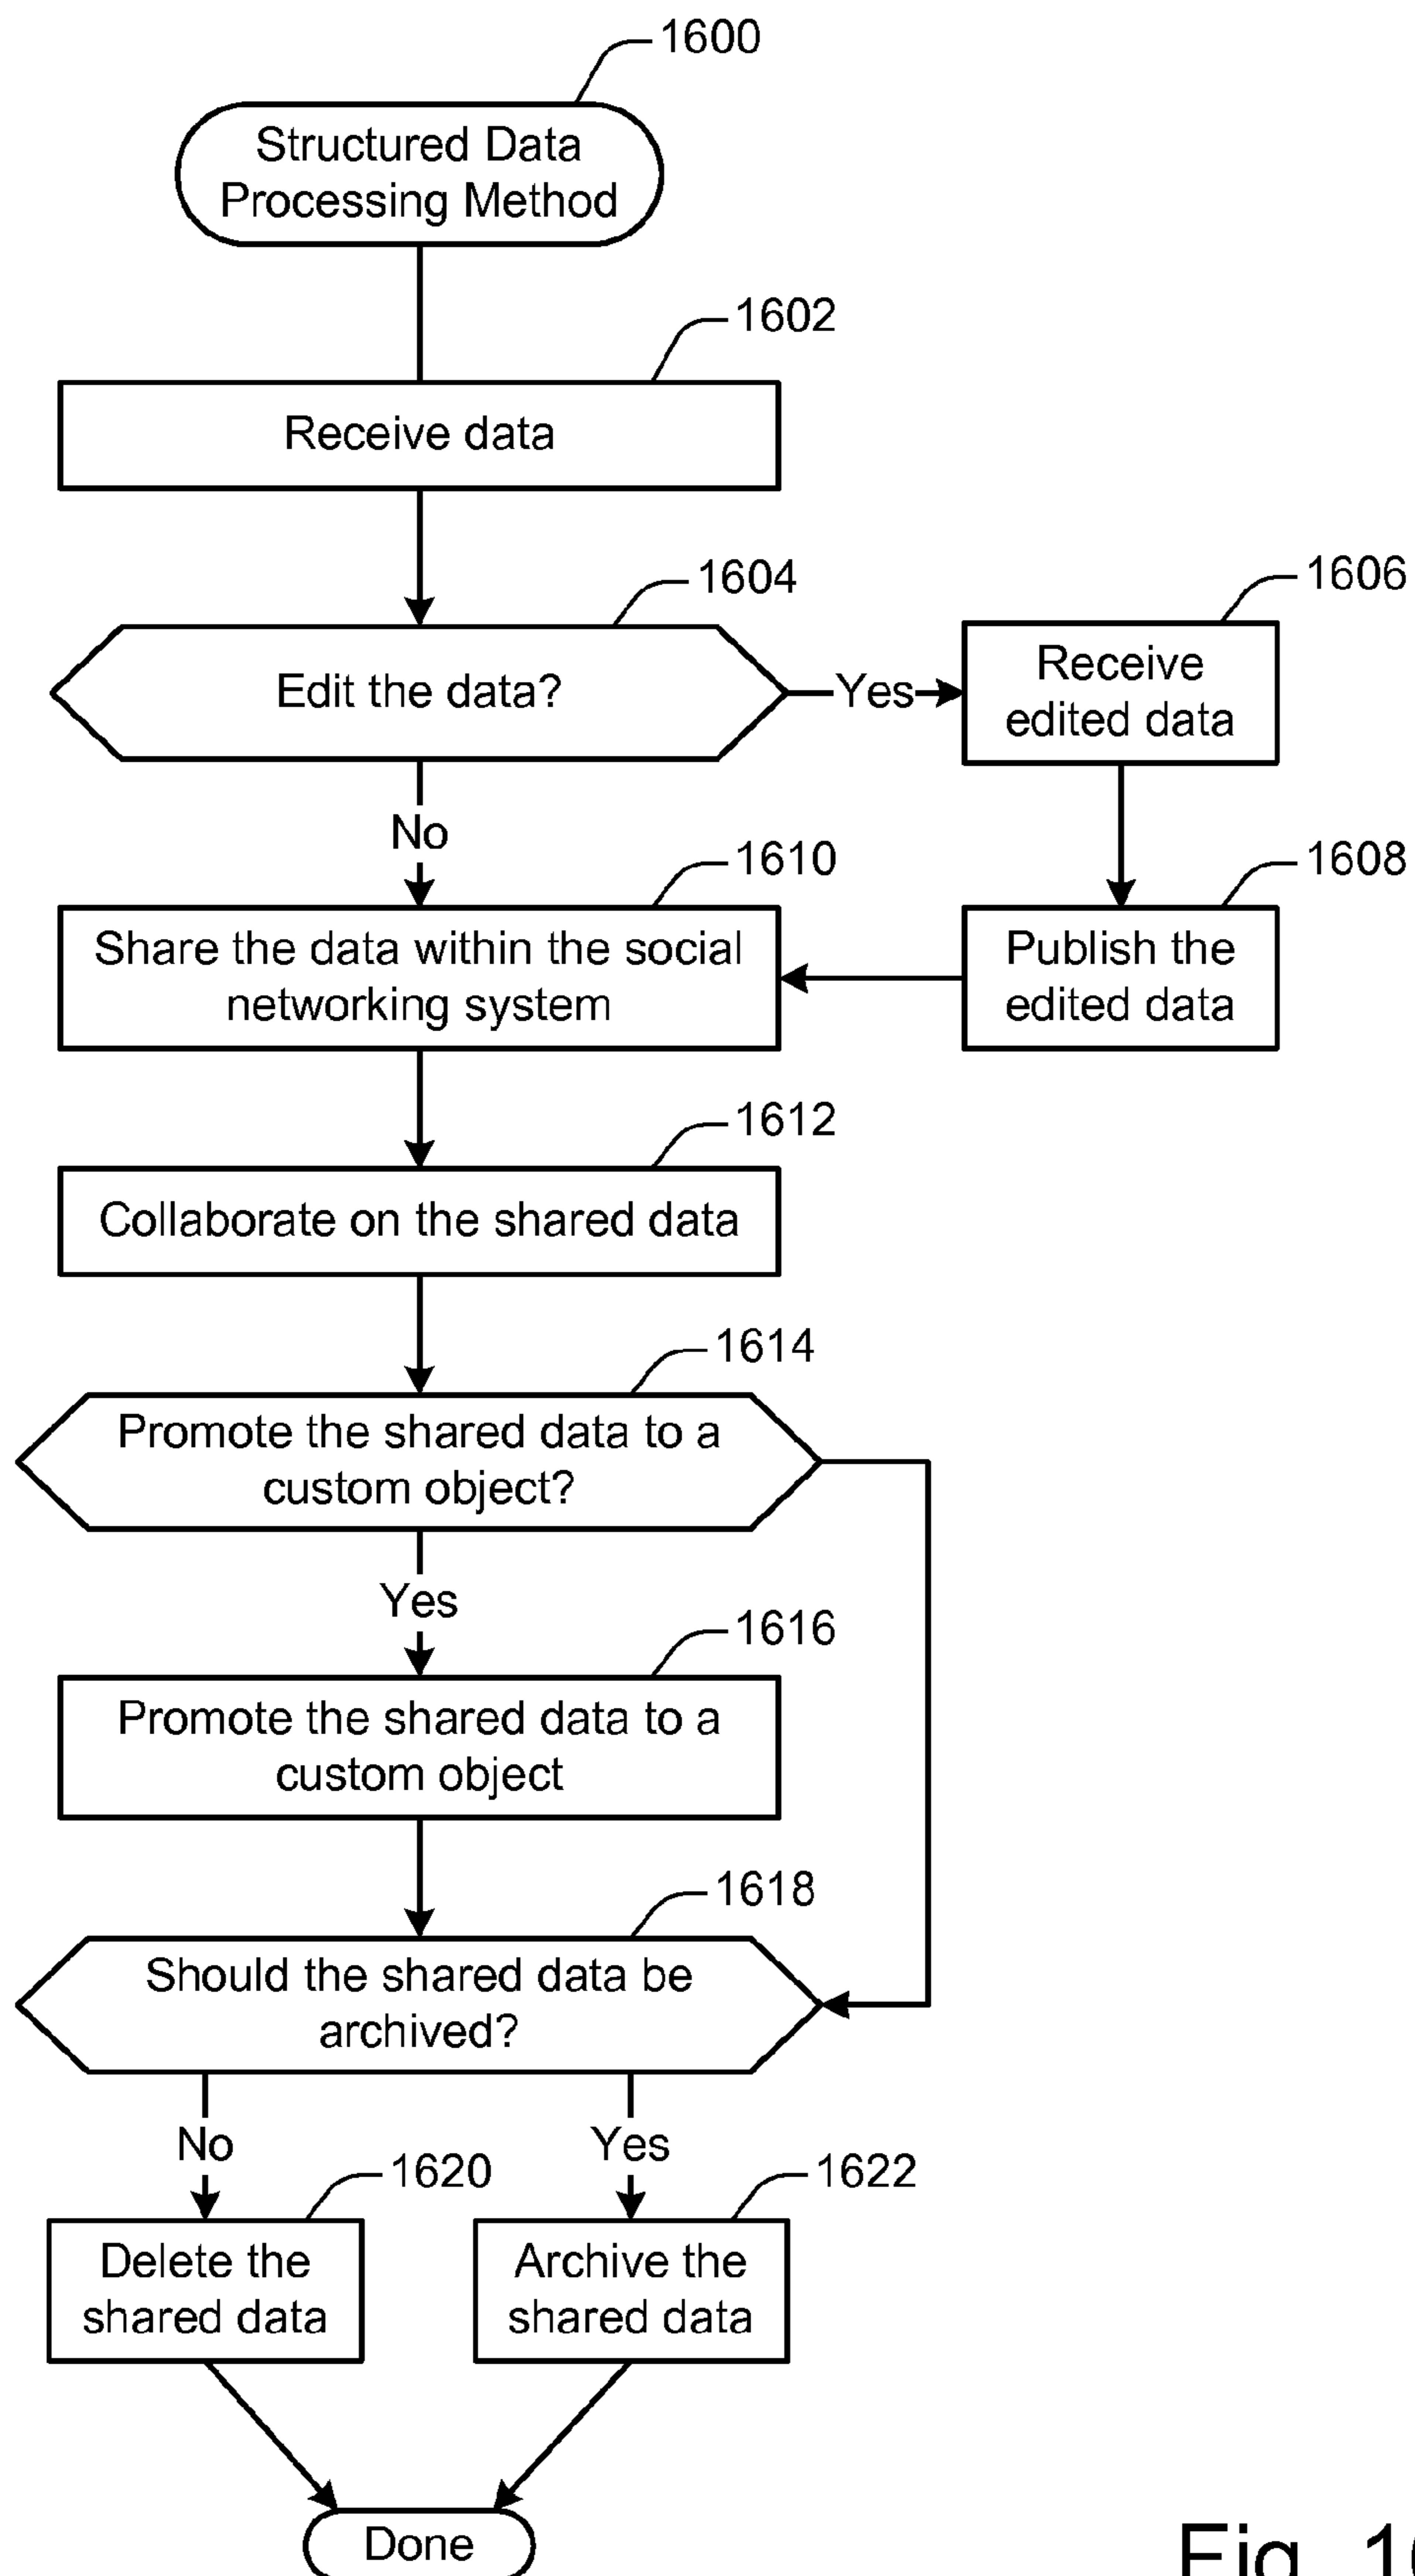 1600
Structured Data
Processing Method
1602
Receive data
1604
Edit the data?
Yes
1606
Receive
edited data
No
1610
Share the data within the social
networking system
1608
Publish the
edited data
1612
Collaborate on the shared data
1614
Promote the shared data to a
custom object?
Yes
1616
Promote the shared data to a
custom object
1618
Should the shared data be
archived?
No
Yes
1620
Delete the
shared data
1622
Archive the
shared data
Done
Fig.